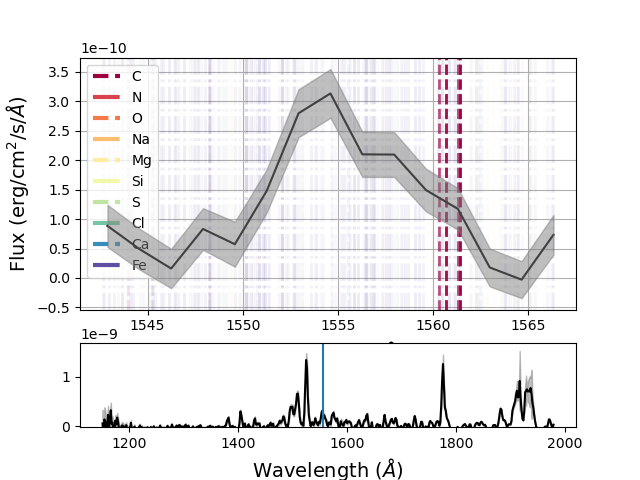 1e−10
Flux (erg/cm²/s/Å)
3.5
3.0
2.5
2.0
1.5
1.0
0.5
0.0
−0.5
C
N
O
Na
Mg
Si
S
Cl
Ca
Fe
1545 1550 1555 1560 1565
1e−9
1
0
1200 1400 1600 1800 2000
Wavelength (Å)